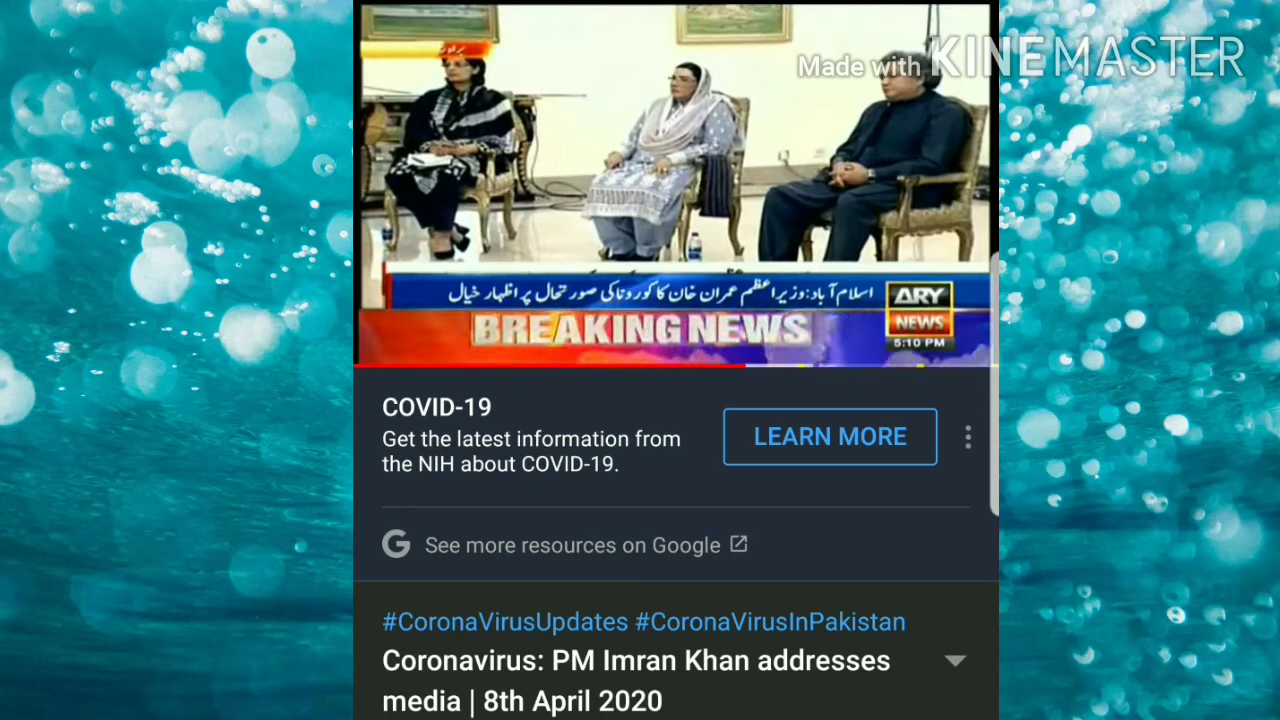 Made with KINEMASTER
اسلام آباد: وزیراعظم عمران خان کا کورونا کی صورتحال پر اظہار خیال
ARY
NEWS
BREAKING NEWS
5:10 PM
COVID-19
Get the latest information from
the NIH about COVID-19.
LEARN MORE
See more resources on Google
#CoronaVirusUpdates #CoronaVirusInPakistan
Coronavirus: PM Imran Khan addresses
media | 8th April 2020